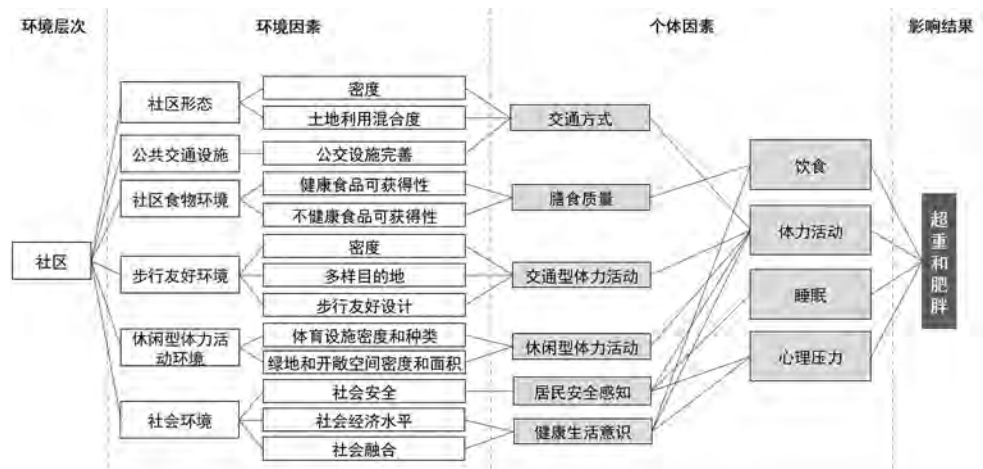 环境层次
环境因素
个体因素
影响结果
社区
社区形态
公共交通设施
社区食物环境
步行友好环境
休闲型体力活
动环境
社会环境
密度
土地利用混合度
公交设施完善
健康食品可获得性
不健康食品可获得性
密度
多样目的地
步行友好设计
体育设施密度和种类
绿地和开敞空间密度和面积
社会安全
社会经济水平
社会融合
交通方式
膳食质量
交通型体力活动
休闲型体力活动
居民安全感知
健康生活意识
饮食
体力活动
睡眠
心理压力
超重和肥胖